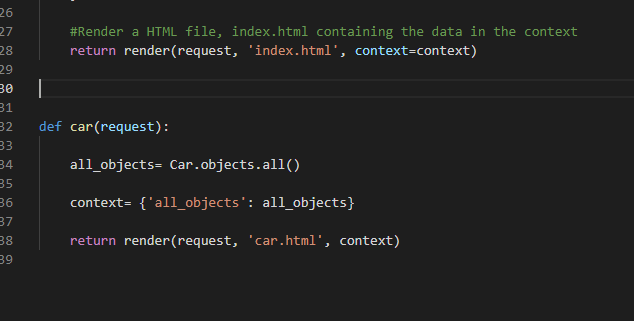 26
27 #Render a HTML file, index.html containing the data in the context
28 return render(request, 'index.html', context=context)
29
30
31
32 def car(request):
33
34 all_objects= Car.objects.all()
35
36 context= {'all_objects': all_objects}
37
38 return render(request, 'car.html', context)
39